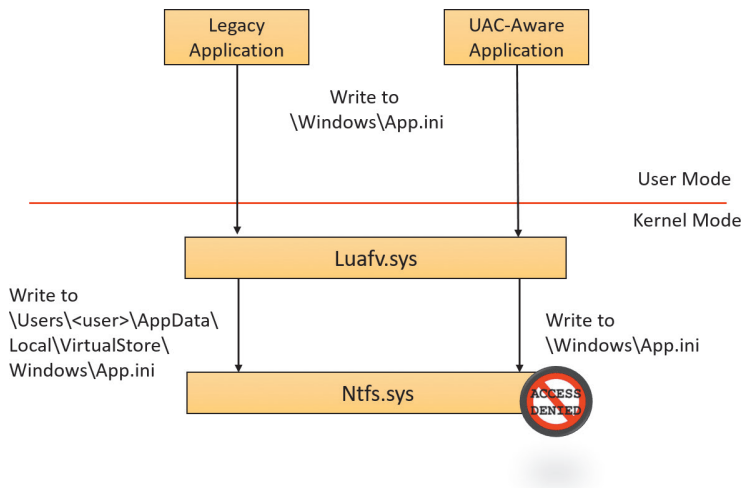 Legacy
Application
UAC-Aware
Application
Write to
\Windows\App.ini
User Mode
Kernel Mode
Luafv.sys
Write to
\Users\<user>\AppData\
Local\VirtualStore\
Windows\App.ini
Write to
\Windows\App.ini
Ntfs.sys
ACCESS
DENIED